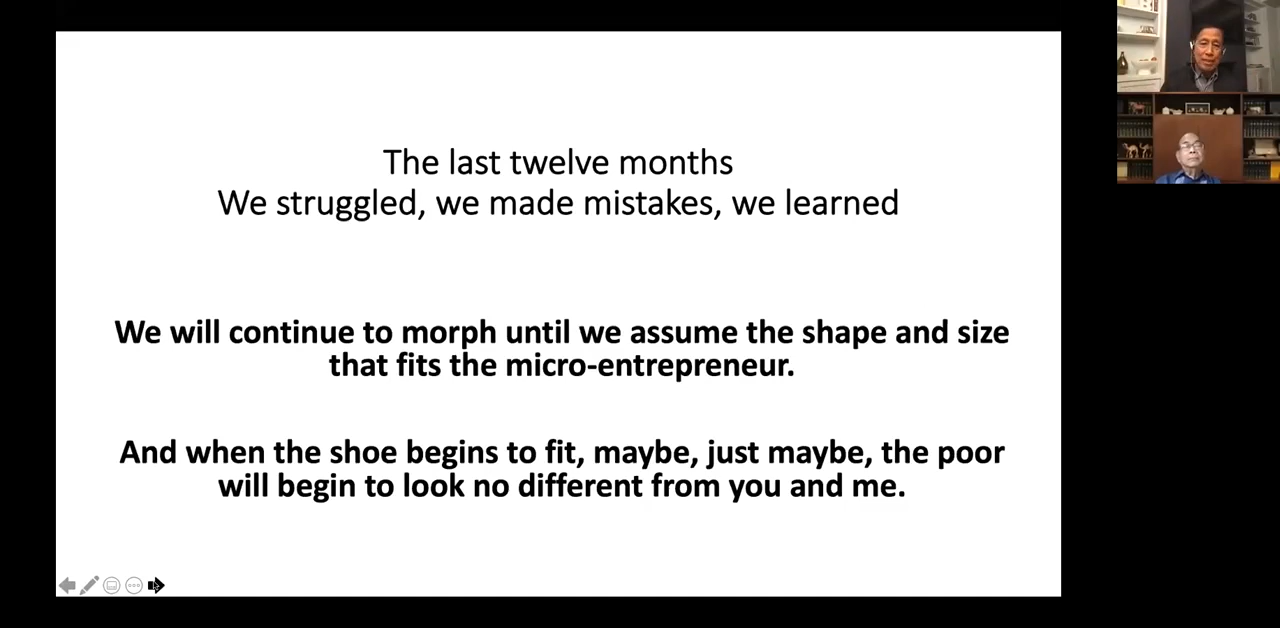 The last twelve months
We struggled, we made mistakes, we learned
We will continue to morph until we assume the shape and size
that fits the micro-entrepreneur.
And when the shoe begins to fit, maybe, just maybe, the poor
will begin to look no different from you and me.